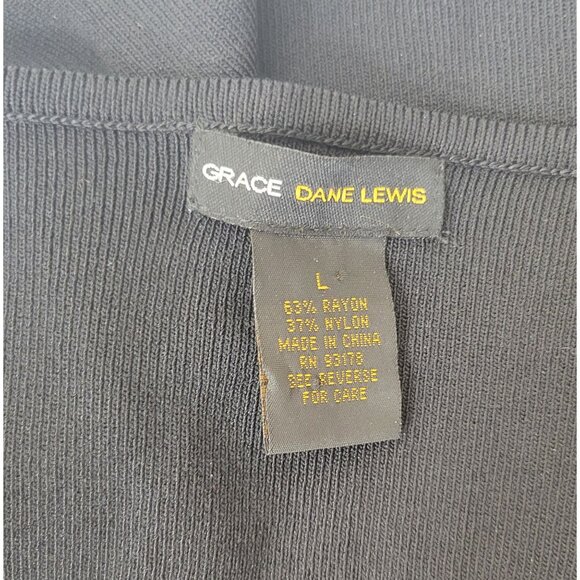 GRACE DANE LEWIS
L
63% RAYON
37% NYLON
MADE IN CHINA
RN 93178
SEE REVERSE
FOR CARE